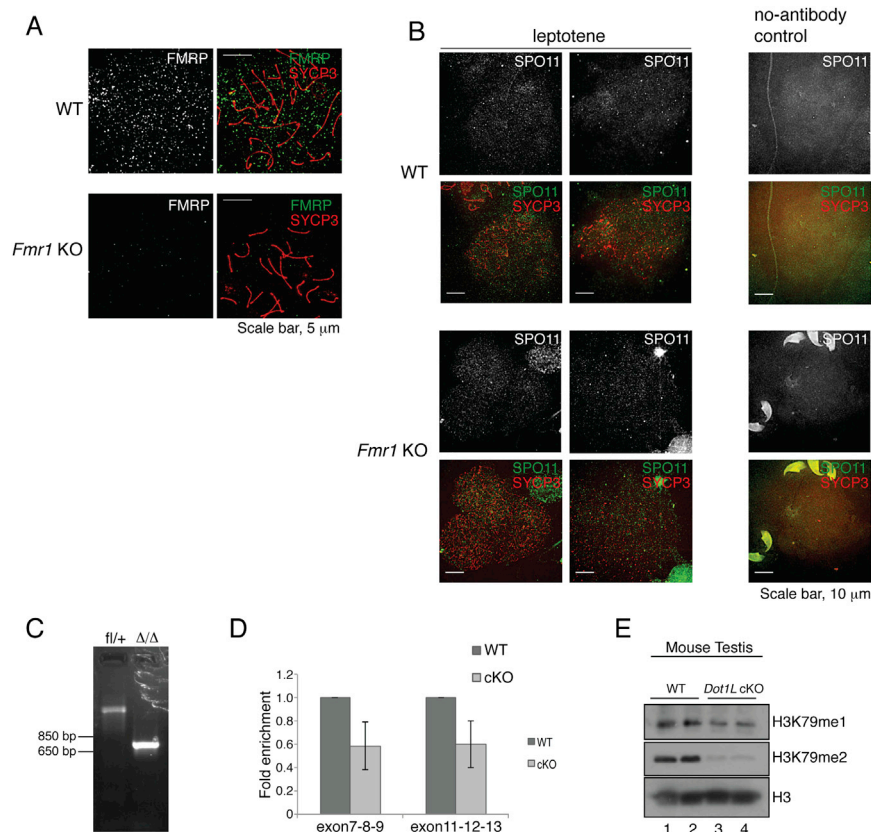 A
FMRP
FMRP
SYCP3
WT
FMRP
FMRP
SYCP3
Fmr1 KO
Scale bar, 5 μm
B
leptotene
no-antibody
control
SPO11
SPO11
SPO11
WT
SPO11
SYCP3
SPO11
SYCP3
SPO11
SYCP3
SPO11
SPO11
SPO11
Fmr1 KO
SPO11
SYCP3
SPO11
SYCP3
SPO11
SYCP3
Scale bar, 10 μm
C
fl/+ Δ/Δ
850 bp
650 bp
D
WT
cKO
Fold enrichment
1.2
1.0
0.8
0.6
0.4
0.2
0
exon7-8-9 exon11-12-13
WT
cKO
E
Mouse Testis
WT Dot1L cKO
H3K79me1
H3K79me2
H3
1 2 3 4